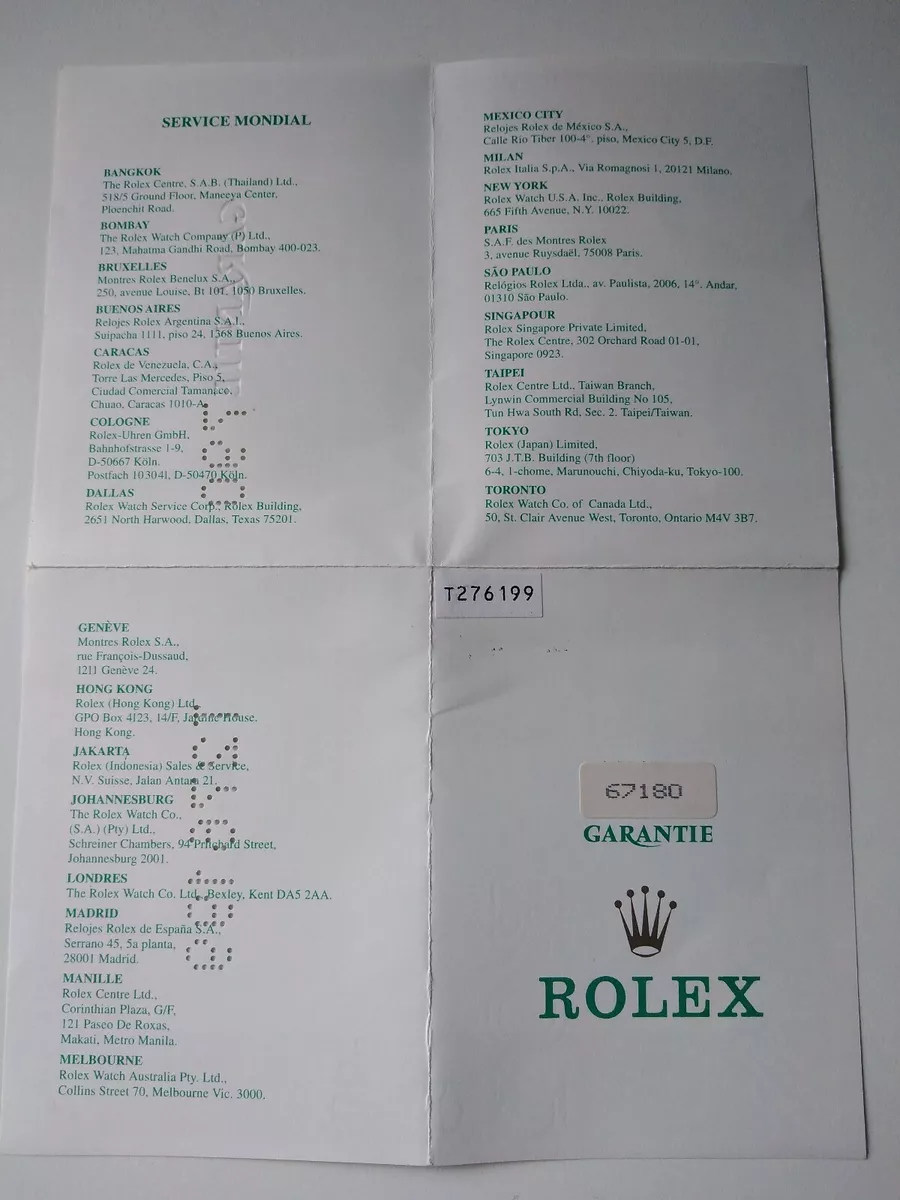 SERVICE MONDIAL
BANGKOK
The Rolex Centre, S.A.B. (Thailand) Ltd.,
518/5 Ground Floor, Maneeya Center,
Ploenchit Road.
BOMBAY
The Rolex Watch Company (P) Ltd.,
123, Mahatma Gandhi Road, Bombay 400-023.
BRUXELLES
Montres Rolex Benelux S.A.,
250, avenue Louise, Bt 101, 1050 Bruxelles.
BUENOS AIRES
Relojes Rolex Argentina S.A.I.,
Suipacha 1111, piso 24, 1368 Buenos Aires.
CARACAS
Rolex de Venezuela, C.A.,
Torre Las Mercedes, Piso 5,
Ciudad Comercial Tamanaco,
Chuao, Caracas 1010-A.
COLOGNE
Rolex-Uhren GmbH,
Bahnhofstrasse 1-9,
D-50667 Köln.
Postfach 103041, D-50470 Köln.
DALLAS
Rolex Watch Service Corp., Rolex Building,
2651 North Harwood, Dallas, Texas 75201.
MEXICO CITY
Relojes Rolex de México S.A.,
Calle Rio Tiber 100-4°. piso, Mexico City 5, D.F.
MILAN
Rolex Italia S.p.A., Via Romagnosi 1, 20121 Milano.
NEW YORK
Rolex Watch U.S.A. Inc., Rolex Building,
665 Fifth Avenue, N.Y. 10022.
PARIS
S.A.F. des Montres Rolex
3, avenue Ruysdaël, 75008 Paris.
SÃO PAULO
Relógios Rolex Ltda., av. Paulista, 2006, 14°. Andar,
01310 São Paulo.
SINGAPOUR
Rolex Singapore Private Limited,
The Rolex Centre, 302 Orchard Road 01-01,
Singapore 0923.
TAIPEI
Rolex Centre Ltd., Taiwan Branch,
Lynwin Commercial Building No 105,
Tun Hwa South Rd, Sec. 2. Taipei/Taiwan.
TOKYO
Rolex (Japan) Limited,
703 J.T.B. Building (7th floor)
6-4, 1-chome, Marunouchi, Chiyoda-ku, Tokyo-100.
TORONTO
Rolex Watch Co. of Canada Ltd.,
50, St. Clair Avenue West, Toronto, Ontario M4V 3B7.
GENÈVE
Montres Rolex S.A.,
rue François-Dussaud,
1211 Genève 24.
HONG KONG
Rolex (Hong Kong) Ltd,
GPO Box 4123, 14/F, Jardine House.
Hong Kong.
JAKARTA
Rolex (Indonesia) Sales & Service,
N.V. Suisse, Jalan Antara 21.
JOHANNESBURG
The Rolex Watch Co.,
(S.A.) (Pty) Ltd.,
Schreiner Chambers, 94 Pritchard Street,
Johannesburg 2001.
LONDRES
The Rolex Watch Co. Ltd, Bexley, Kent DA5 2AA.
MADRID
Relojes Rolex de España S.A.,
Serrano 45, 5a planta,
28001 Madrid.
MANILLE
Rolex Centre Ltd.,
Corinthian Plaza, G/F,
121 Paseo De Roxas,
Makati, Metro Manila.
MELBOURNE
Rolex Watch Australia Pty. Ltd.,
Collins Street 70, Melbourne Vic. 3000.
T276199
67180
GARANTIE
ROLEX